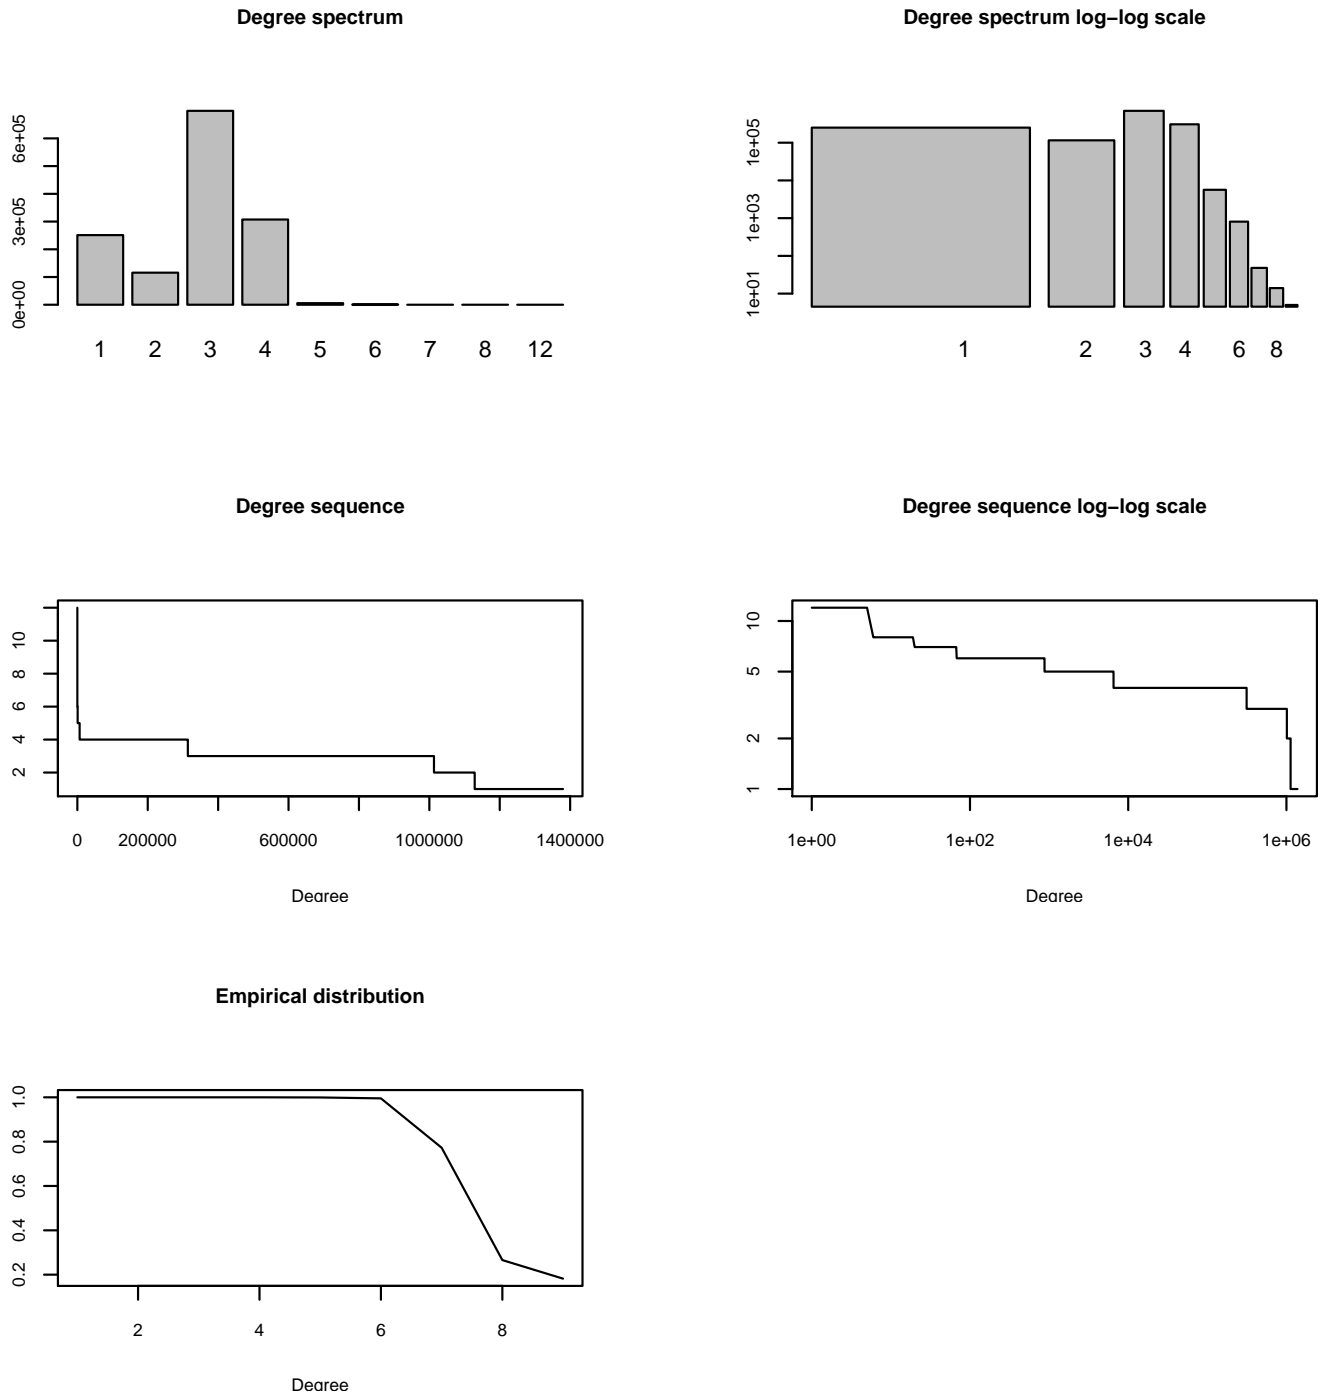 Degree spectrum
0e+00 3e+05 6e+05
1 2 3 4 5 6 7 8 12
Degree spectrum log−log scale
1e+01 1e+03 1e+05
1 2 3 4 6 8
Degree sequence
2 4 6 8 10
0 200000 600000 1000000 1400000
Degree
Degree sequence log−log scale
1 2 5 10
1e+00 1e+02 1e+04 1e+06
Degree
Empirical distribution
0.2 0.4 0.6 0.8 1.0
2 4 6 8
Degree